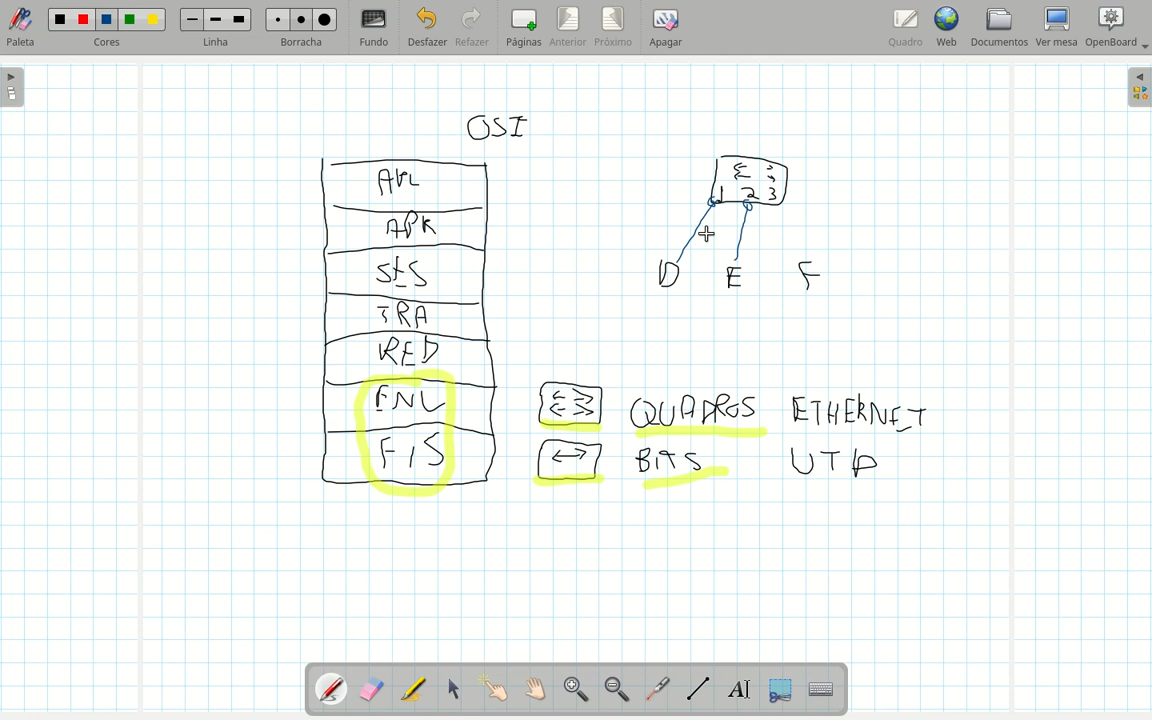 Paleta Cores Linha Borracha Fundo Desfazer Refazer Páginas Anterior Próximo Apagar Quadro Web Documentos Ver mesa OpenBoard
OSI
APL
APR
SES
TRA
RED
ENL
FIS
1 2 3
D E F
QUADROS ETHERNET
BITS UTP